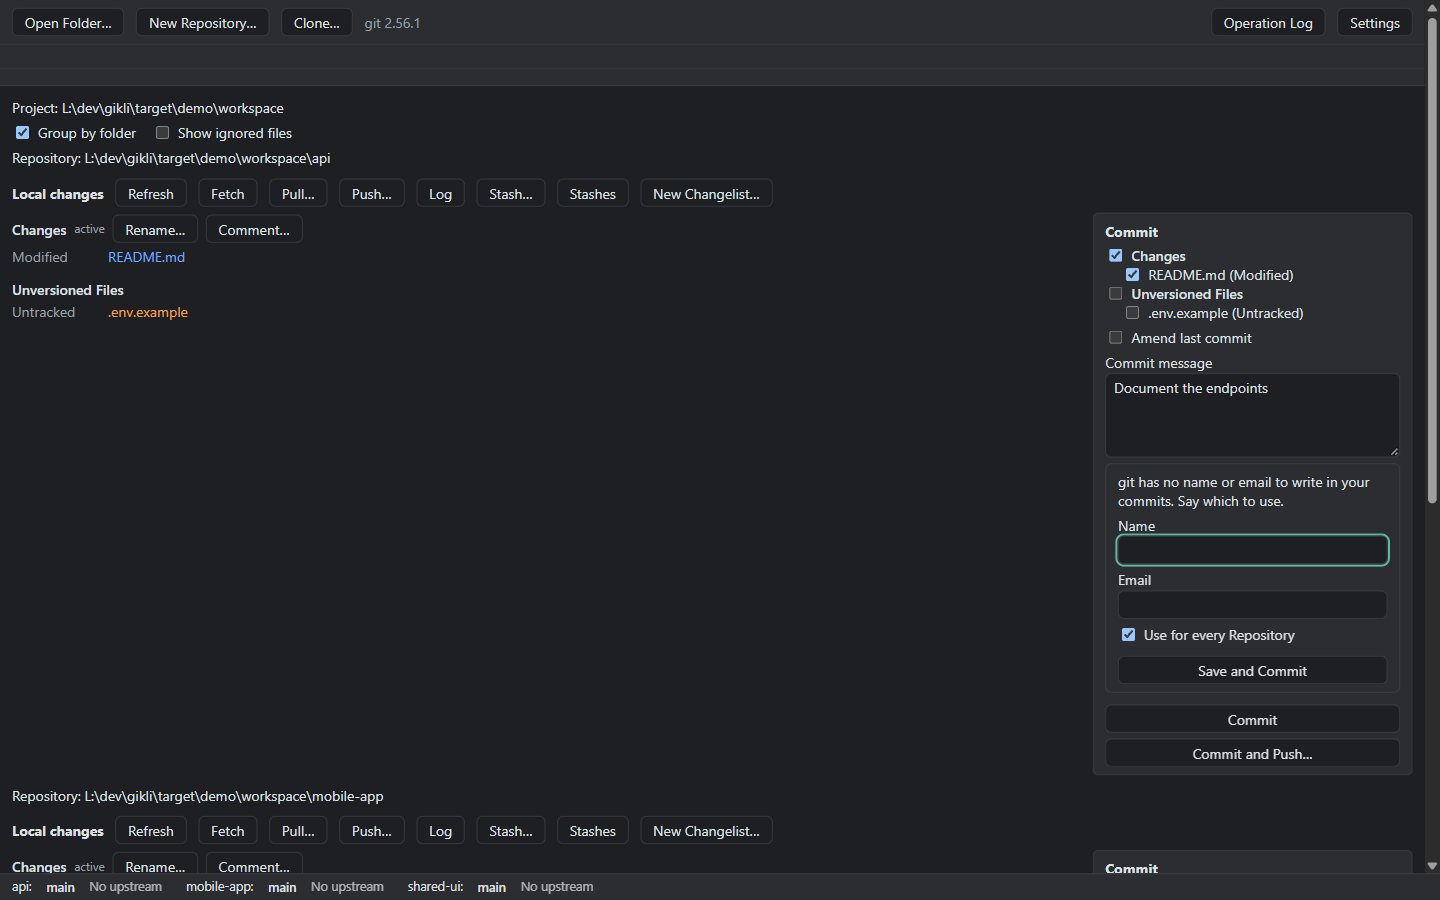 Open Folder... New Repository... Clone... git 2.56.1 Operation Log Settings
Project: L:\dev\gikli\target\demo\workspace
Group by folder Show ignored files
Repository: L:\dev\gikli\target\demo\workspace\api
Local changes Refresh Fetch Pull... Push... Log Stash... Stashes New Changelist...
Changes active Rename... Comment...
Modified README.md
Unversioned Files
Untracked .env.example
Commit
Changes
README.md (Modified)
Unversioned Files
.env.example (Untracked)
Amend last commit
Commit message
Document the endpoints
git has no name or email to write in your
commits. Say which to use.
Name
Email
Use for every Repository
Save and Commit
Commit
Commit and Push...
Repository: L:\dev\gikli\target\demo\workspace\mobile-app
Local changes Refresh Fetch Pull... Push... Log Stash... Stashes New Changelist...
Changes active Rename... Comment...
Commit
api: main No upstream mobile-app: main No upstream shared-ui: main No upstream